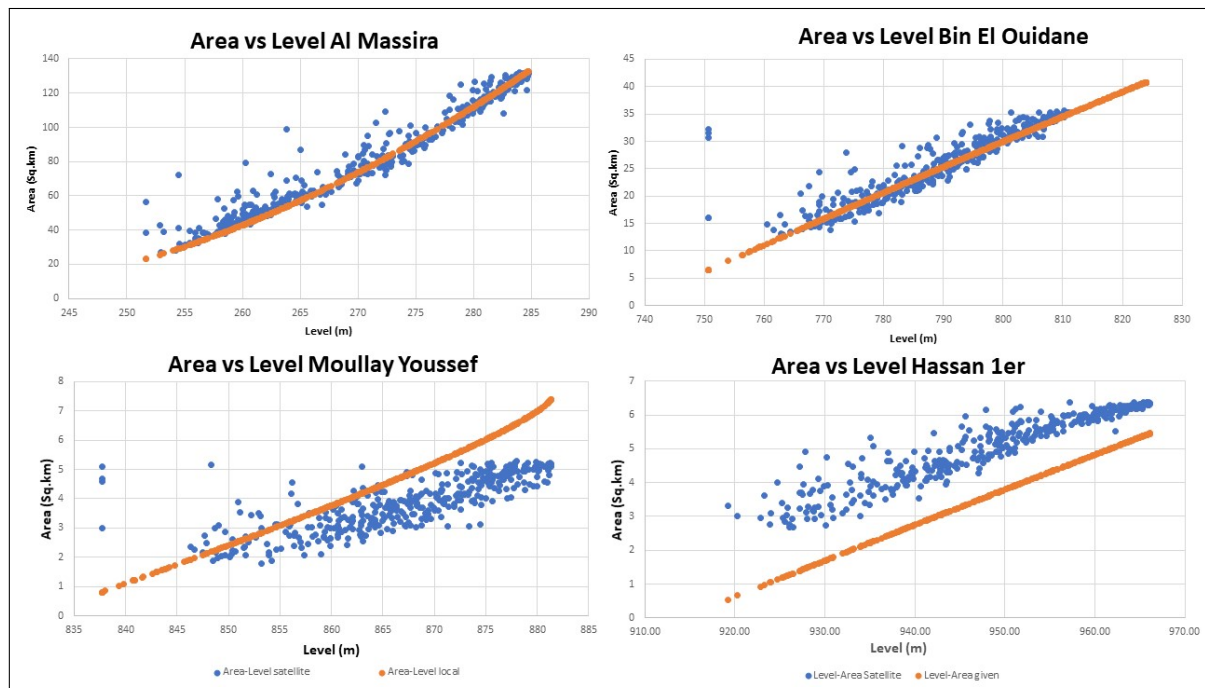 Area vs Level Al Massira
Area (Sq.km)
140
120
100
80
60
40
20
0
245 250 255 260 265 270 275 280 285 290
Level (m)
Area vs Level Bin El Ouidane
Area (Sq.km)
45
40
35
30
25
20
15
10
5
0
740 750 760 770 780 790 800 810 820 830
Level (m)
Area vs Level Moullay Youssef
Area (Sq.km)
8
7
6
5
4
3
2
1
0
835 840 845 850 855 860 865 870 875 880 885
Level (m)
Area-Level satellite Area-Level local
Area vs Level Hassan 1er
Area (Sq.km)
7
6
5
4
3
2
1
0
910.00 920.00 930.00 940.00 950.00 960.00 970.00
Level (m)
Level-Area Satellite Level-Area given